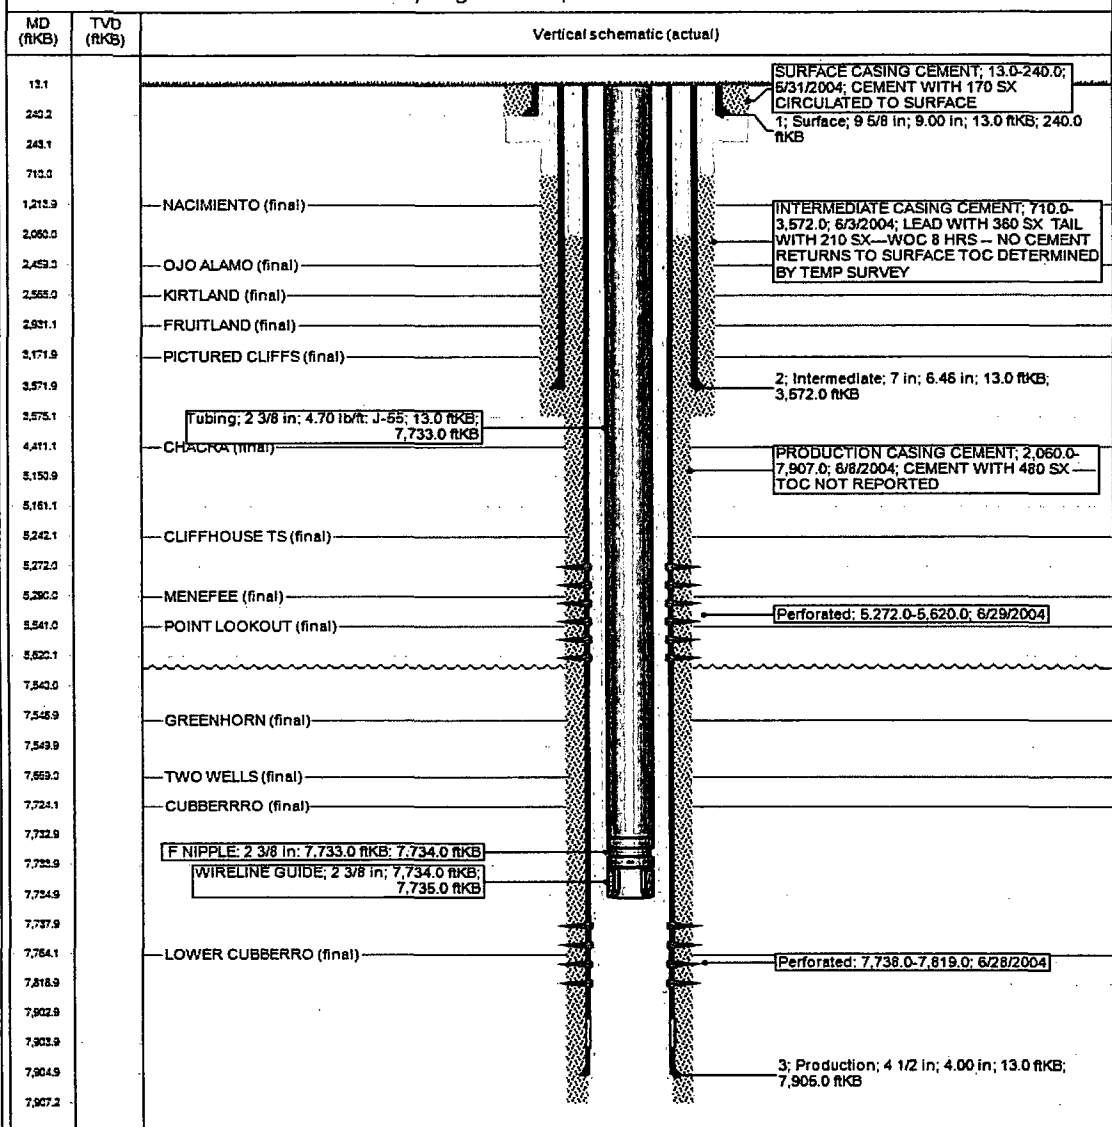 MD (ftKB)
TVD (ftKB)
Vertical schematic (actual)
13.1
240.2
243.1
710.0
1,213.9
2,060.0
2,459.0
2,565.0
2,931.1
3,171.9
3,571.9
3,575.1
4,411.1
5,150.9
5,161.1
5,242.1
5,272.0
5,541.0
5,620.1
7,543.0
7,549.9
7,559.0
7,724.1
7,732.9
7,733.9
7,734.9
7,737.9
7,764.1
7,818.9
7,902.9
7,903.9
7,904.9
7,907.2
NACIMIENTO (final)
OJO ALAMO (final)
KIRTLAND (final)
FRUITLAND (final)
PICTURED CLIFFS (final)
Tubing; 2 3/8 in; 4.70 lb/ft; J-55; 13.0 ftKB;
7,733.0 ftKB
CHACRA (final)
CLIFFHOUSE TS (final)
MENEFEE (final)
POINT LOOKOUT (final)
GREENHORN (final)
TWO WELLS (final)
CUBBERRRO (final)
F NIPPLE; 2 3/8 in; 7,733.0 ftKB; 7,734.0 ftKB
WIRELINE GUIDE; 2 3/8 in; 7,734.0 ftKB;
7,735.0 ftKB
LOWER CUBBERRO (final)
SURFACE CASING CEMENT; 13.0-240.0;
5/31/2004; CEMENT WITH 170 SX
CIRCULATED TO SURFACE
1; Surface; 9 5/8 in; 9.00 in; 13.0 ftKB; 240.0
ftKB
INTERMEDIATE CASING CEMENT; 710.0-
3,572.0; 6/3/2004; LEAD WITH 360 SX TAIL
WITH 210 SX---WOC 8 HRS -- NO CEMENT
RETURNS TO SURFACE TOC DETERMINED
BY TEMP SURVEY
2; Intermediate; 7 in; 6.46 in; 13.0 ftKB;
3,572.0 ftKB
PRODUCTION CASING CEMENT; 2,060.0-
7,907.0; 6/8/2004; CEMENT WITH 480 SX ---
TOC NOT REPORTED
Perforated; 5,272.0-5,620.0; 6/29/2004
Perforated; 7,738.0-7,819.0; 6/28/2004
3; Production; 4 1/2 in; 4.00 in; 13.0 ftKB;
7,905.0 ftKB